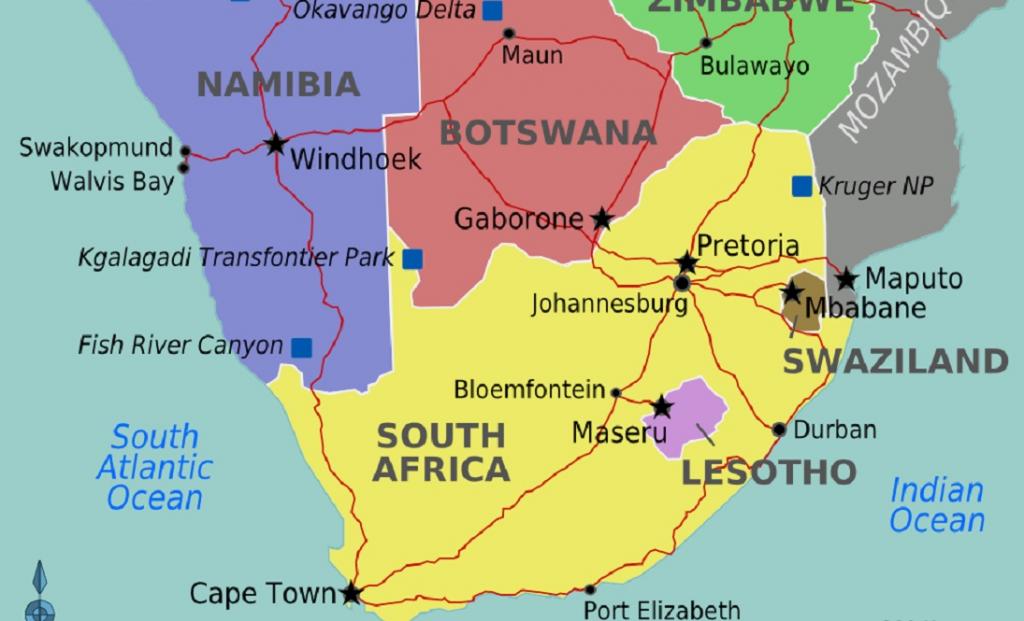 Okavango Delta
ZIMBABWE
Maun
Bulawayo
NAMIBIA
MOZAMBIQ
BOTSWANA
Swakopmund
Windhoek
Walvis Bay
Kruger NP
Gaborone
Pretoria
Kgalagadi Transfontier Park
Maputo
Johannesburg
Mbabane
Fish River Canyon
SWAZILAND
Bloemfontein
South
Atlantic
Ocean
SOUTH
AFRICA
Maseru
Durban
LESOTHO
Indian
Ocean
Cape Town
Port Elizabeth